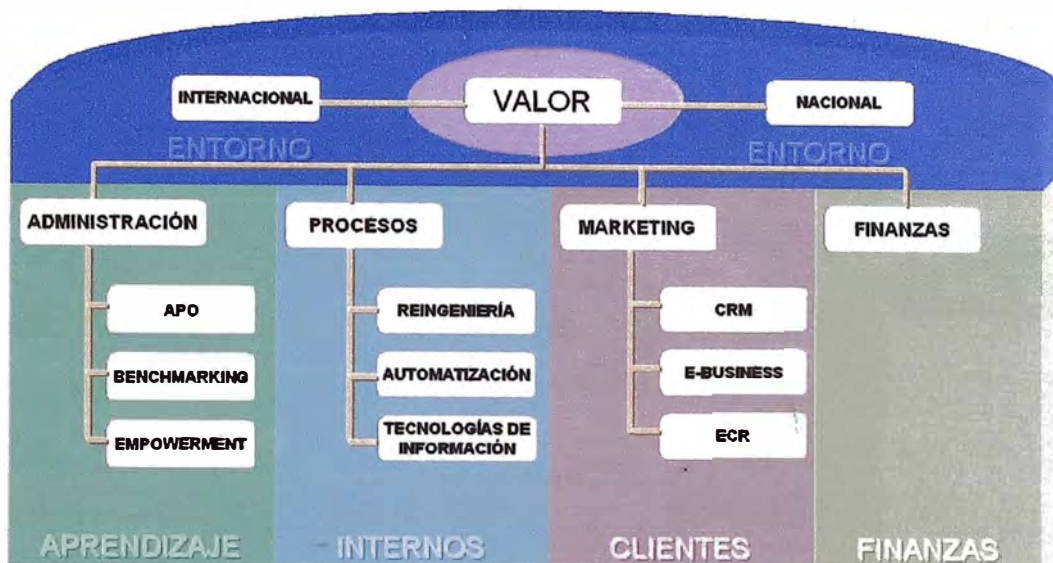 INTERNACIONAL
VALOR
NACIONAL
ENTORNO
ENTORNO
ADMINISTRACIÓN
PROCESOS
MARKETING
FINANZAS
APO
REINGENIERÍA
CRM
BENCHMARKING
AUTOMATIZACIÓN
E-BUSINESS
EMPOWERMENT
TECNOLOGÍAS DE
INFORMACIÓN
ECR
APRENDIZAJE
INTERNOS
CLIENTES
FINANZAS